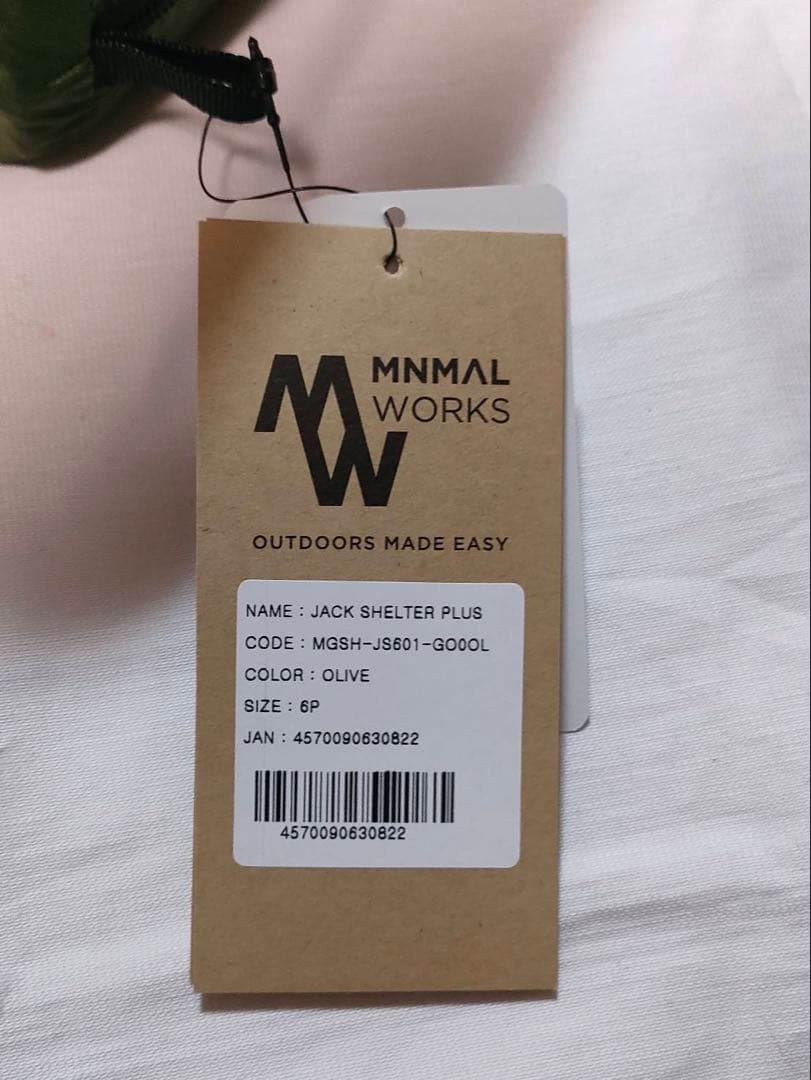 MW
MNMAL
WORKS
OUTDOORS MADE EASY
NAME : JACK SHELTER PLUS
CODE : MGSH-JS601-GO0OL
COLOR : OLIVE
SIZE : 6P
JAN : 4570090630822
4570090630822